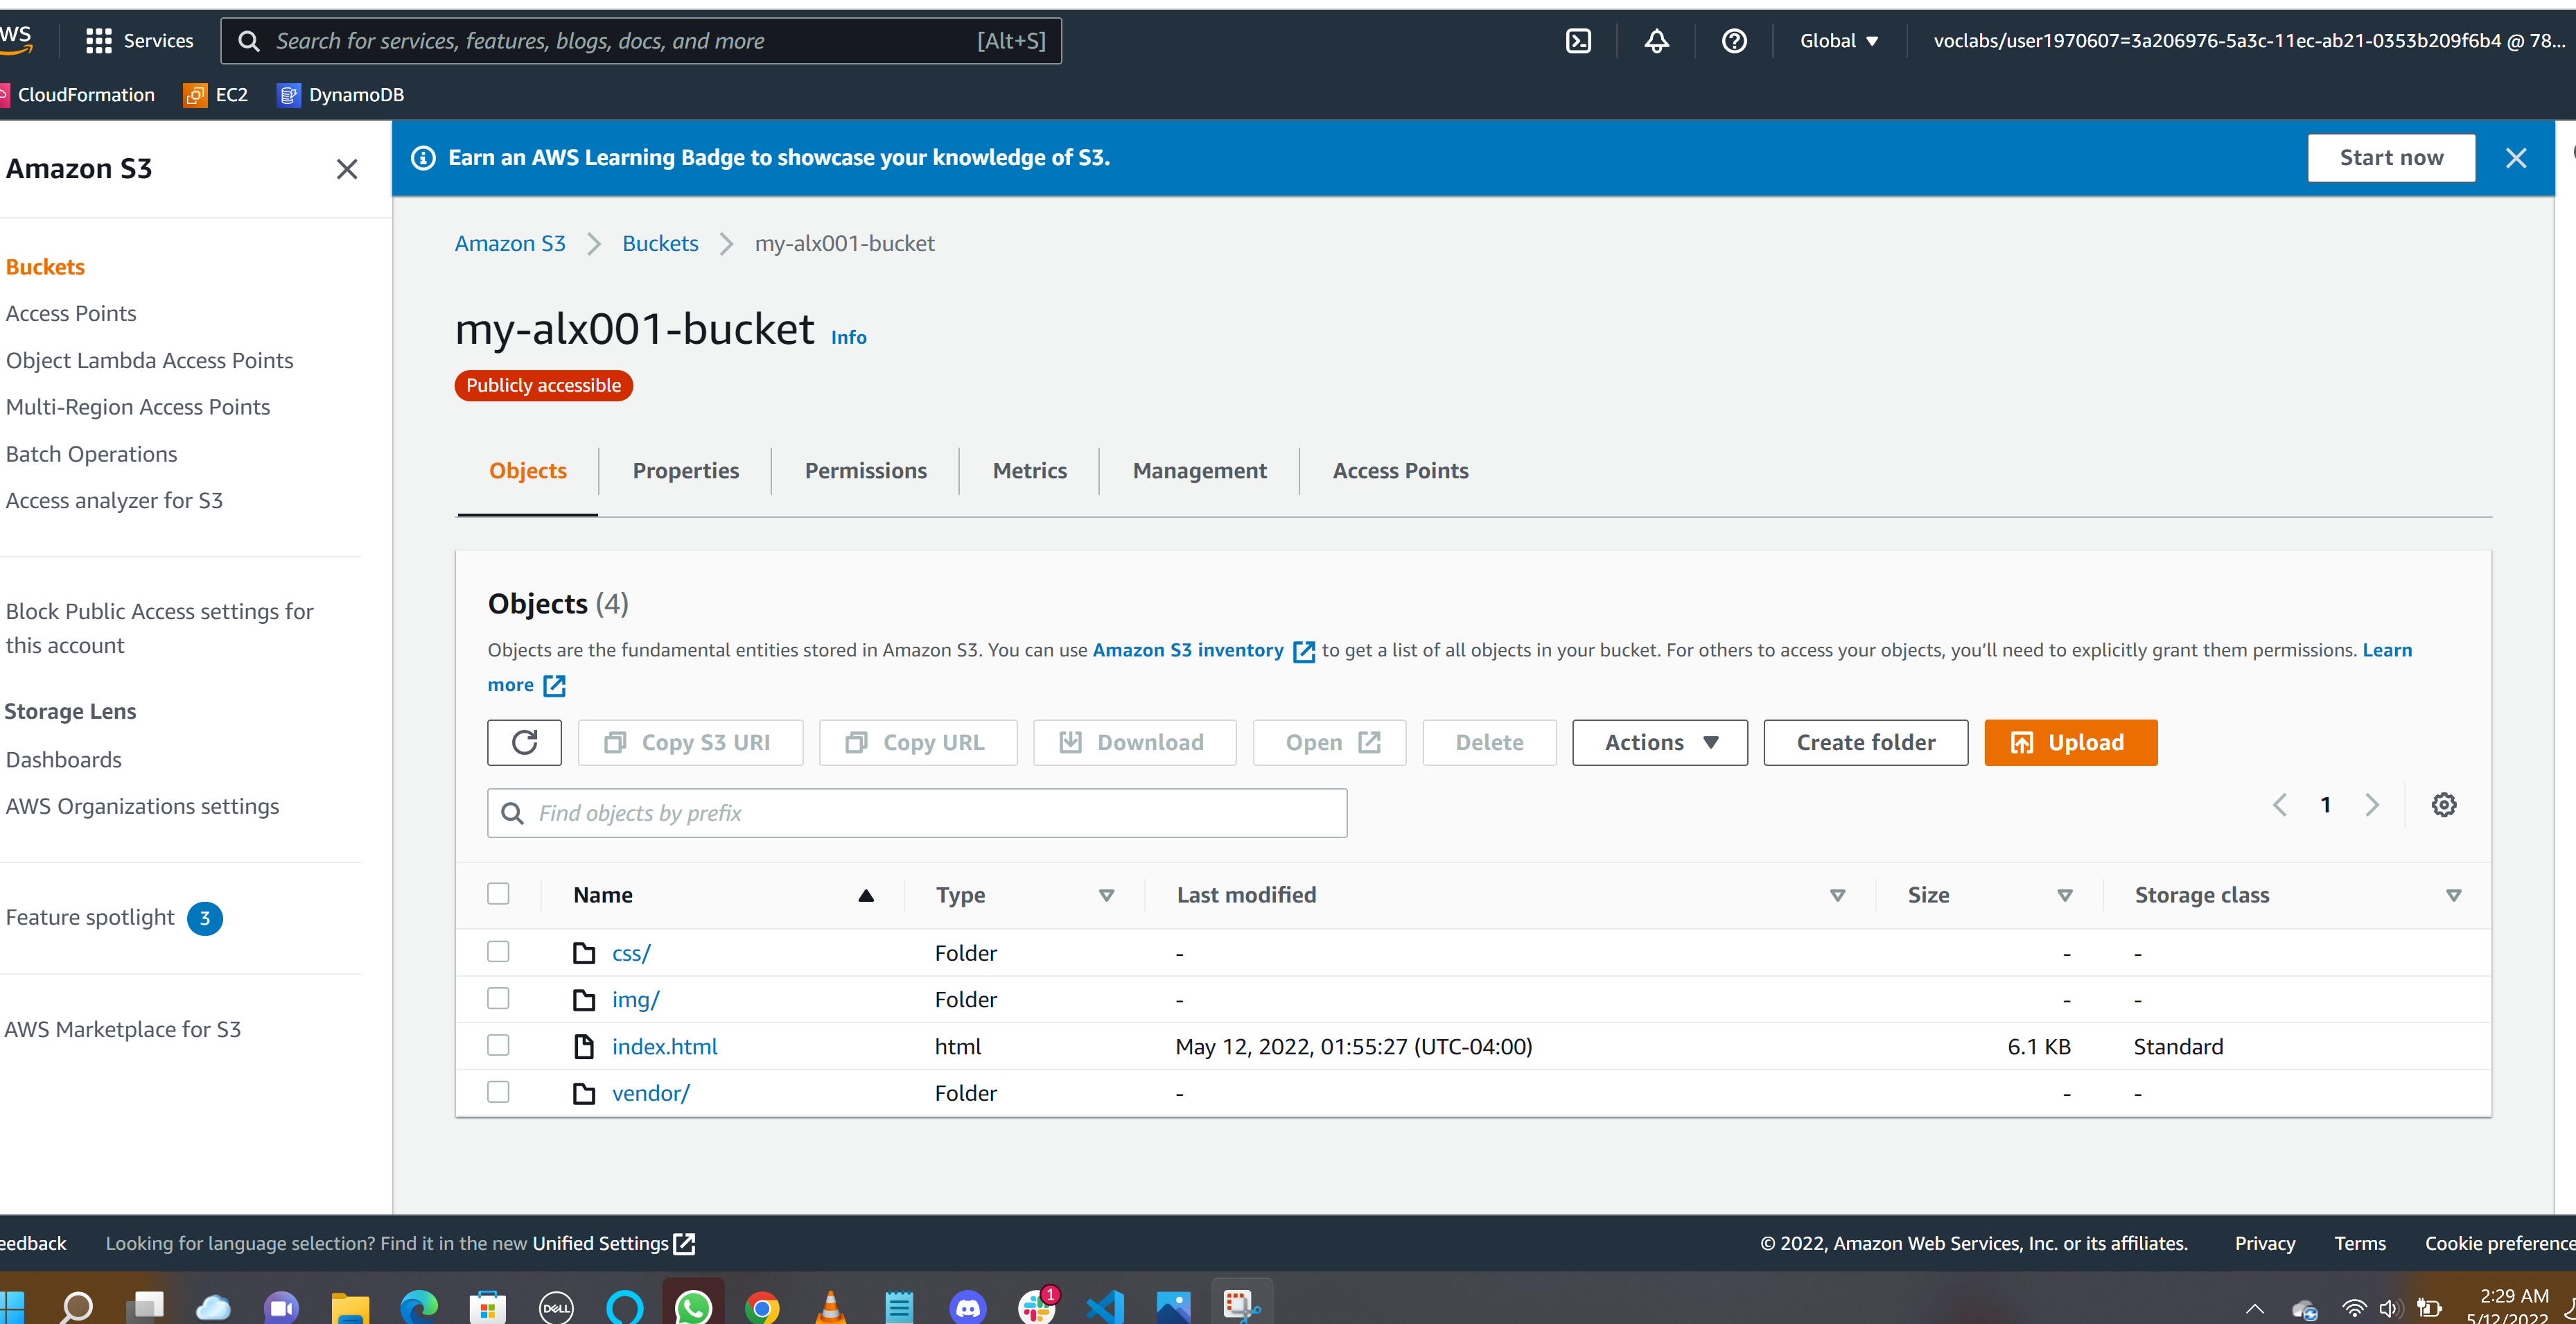 WS
Services
Search for services, features, blogs, docs, and more
[Alt+S]
Global
voclabs/user1970607=3a206976-5a3c-11ec-ab21-0353b209f6b4 @ 78...
CloudFormation
EC2
DynamoDB
Amazon S3
Earn an AWS Learning Badge to showcase your knowledge of S3.
Start now
Buckets
Access Points
Object Lambda Access Points
Multi-Region Access Points
Batch Operations
Access analyzer for S3
Block Public Access settings for
this account
Storage Lens
Dashboards
AWS Organizations settings
Feature spotlight 3
AWS Marketplace for S3
Amazon S3 > Buckets > my-alx001-bucket
my-alx001-bucket Info
Publicly accessible
Objects
Properties
Permissions
Metrics
Management
Access Points
Objects (4)
Objects are the fundamental entities stored in Amazon S3. You can use Amazon S3 inventory to get a list of all objects in your bucket. For others to access your objects, you'll need to explicitly grant them permissions. Learn
more
Copy S3 URI
Copy URL
Download
Open
Delete
Actions
Create folder
Upload
Find objects by prefix
1
Name Type Last modified Size Storage class
css/ Folder - - -
img/ Folder - - -
index.html html May 12, 2022, 01:55:27 (UTC-04:00) 6.1 KB Standard
vendor/ Folder - - -
eedback
Looking for language selection? Find it in the new Unified Settings
© 2022, Amazon Web Services, Inc. or its affiliates.
Privacy
Terms
Cookie preference
DELL
1
2:29 AM
5/12/2022